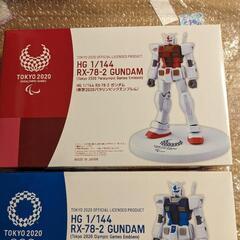 TOKYO 2020 OFFICIAL LICENSED PRODUCT
HG 1/144
RX-78-2 GUNDAM
(Tokyo 2020 Paralympic Games Emblem)
HG 1/144 RX-78-2 ガンダム
(東京2020パラリンピックエンブレム)
TOKYO 2020
TOKYO 2020 OFFICIAL LICENSED PRODUCT
HG 1/144
RX-78-2 GUNDAM
(Tokyo 2020 Olympic Games Emblem)
TOKYO 2020